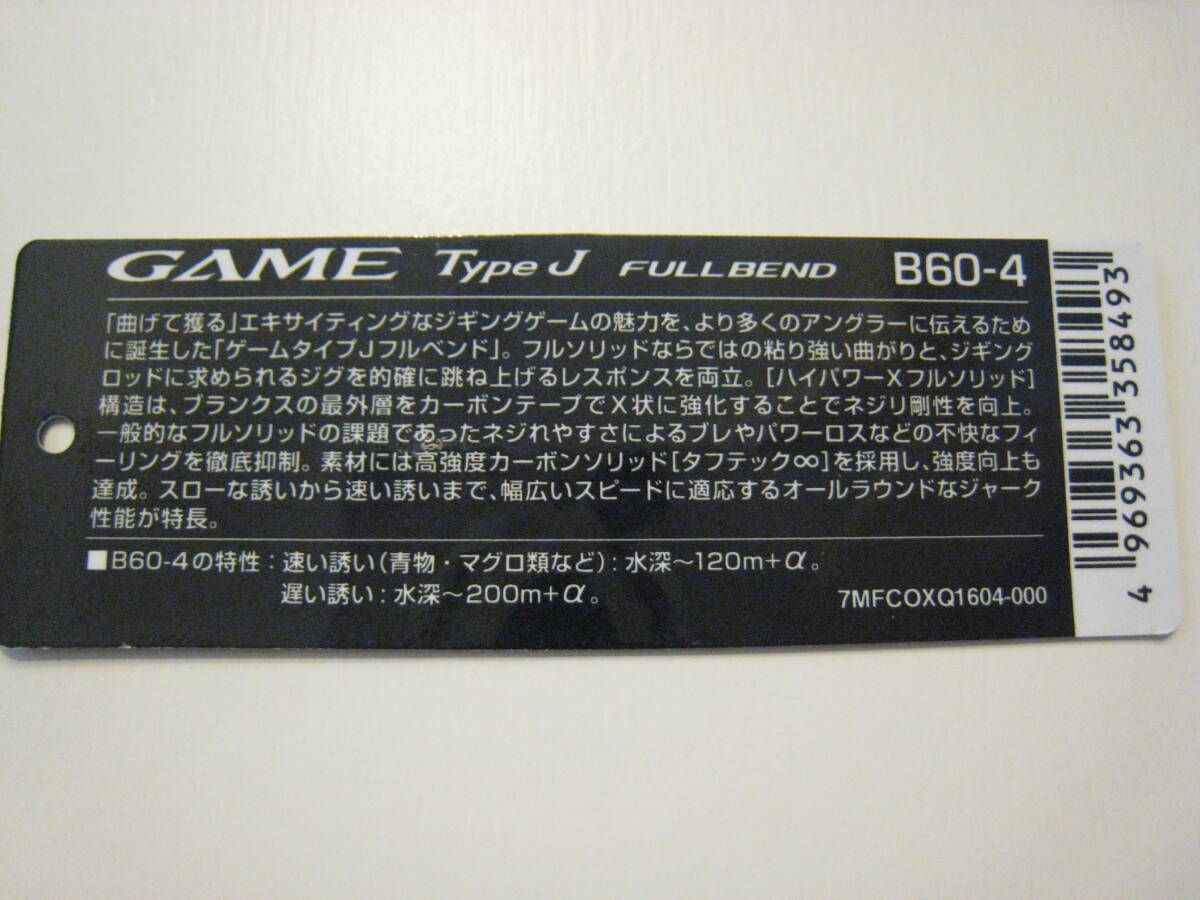 GAME Type J FULLBEND B60-4
「曲げて獲る」エキサイティングなジギングゲームの魅力を、より多くのアングラーに伝えるため
に誕生した「ゲームタイプJフルベンド」。フルソリッドならではの粘り強い曲がりと、ジギング
ロッドに求められるジグを的確に跳ね上げるレスポンスを両立。[ハイパワーXフルソリッド]
構造は、ブランクスの最外層をカーボンテープでX状に強化することでネジリ剛性を向上。
一般的なフルソリッドの課題であったネジれやすさによるブレやパワーロスなどの不快なフィ
ーリングを徹底抑制。素材には高強度カーボンソリッド[タフテック∞]を採用し、強度向上も
達成。スローな誘いから速い誘いまで、幅広いスピードに適応するオールラウンドなジャーク
性能が特長。
■B60-4の特性：速い誘い(青物・マグロ類など)：水深～120m+α。
遅い誘い：水深～200m+α。
7MFCOXQ1604-000
4 969363 358493